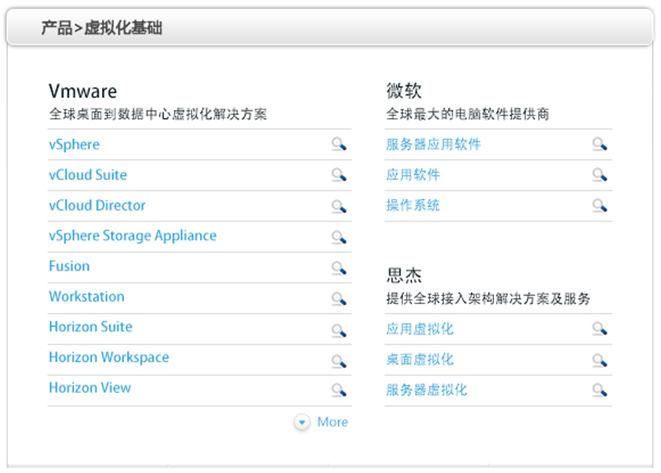 产品>虚拟化基础
Vmware
全球桌面到数据中心虚拟化解决方案
vSphere
vCloud Suite
vCloud Director
vSphere Storage Appliance
Fusion
Workstation
Horizon Suite
Horizon Workspace
Horizon View
More
微软
全球最大的电脑软件提供商
服务器应用软件
应用软件
操作系统
思杰
提供全球接入架构解决方案及服务
应用虚拟化
桌面虚拟化
服务器虚拟化